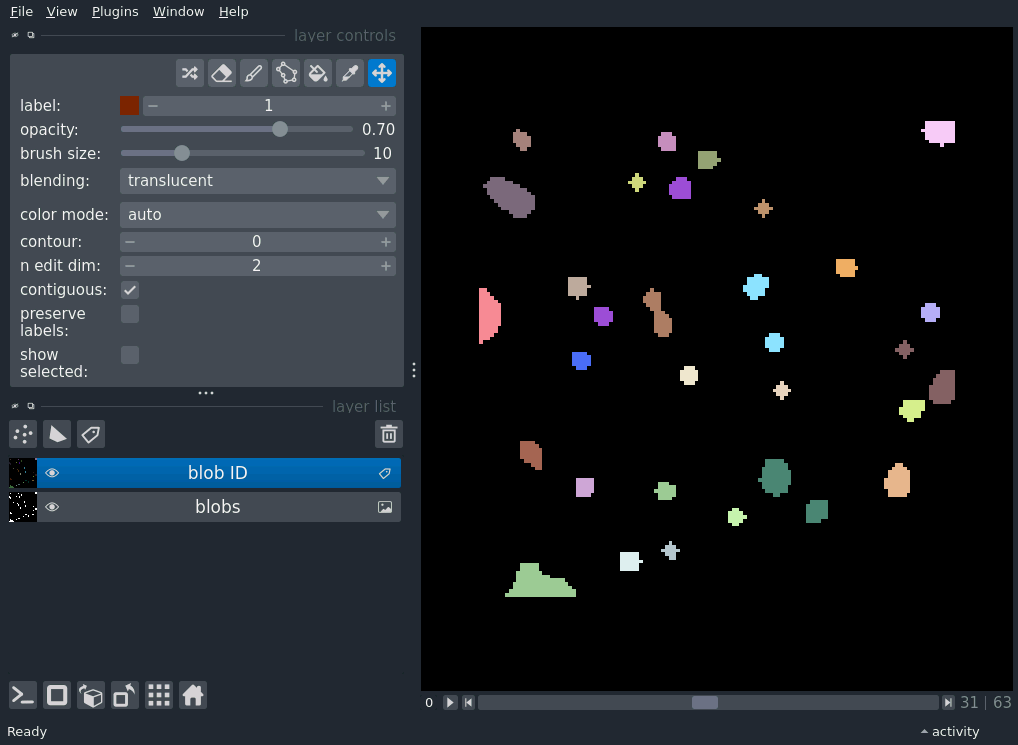 File View Plugins Window Help
layer controls
label: 1
opacity: 0.70
brush size: 10
blending: translucent
color mode: auto
contour: 0
n edit dim: 2
contiguous:
preserve
labels:
show
selected:
layer list
blob ID
blobs
0 31 | 63
Ready activity